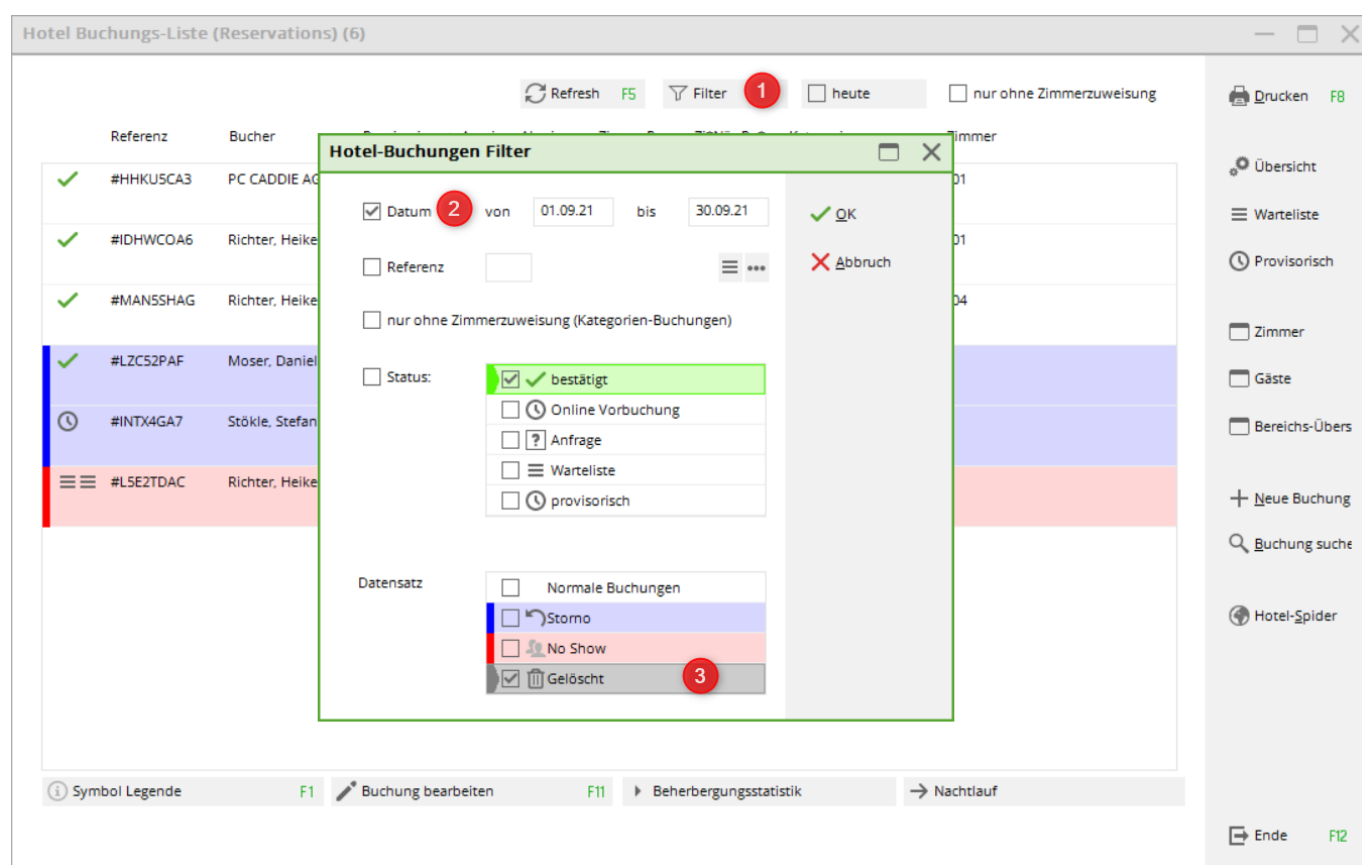 Hotel Buchungs-Liste (Reservations) (6)
Refresh F5 Filter 1 heute nur ohne Zimmerzuweisung
Drucken F8
Referenz Bucher Zimmer
Hotel-Buchungen Filter
Übersicht
#HHKU5CA3 PC CADDIE AG 01
Datum 2 von 01.09.21 bis 30.09.21 OK
Warteliste
#IDHWCOA6 Richter, Heike 01
Referenz Abbruch
Provisorisch
#MAN5SHAG Richter, Heike 04
nur ohne Zimmerzuweisung (Kategorien-Buchungen)
Zimmer
#LZC52PAF Moser, Daniel
Status: bestätigt
Gäste
Online Vorbuchung
#INTX4GA7 Stökle, Stefan
Bereichs-Übers
? Anfrage
Warteliste
#L5E2TDAC Richter, Heike
provisorisch
Neue Buchung
Buchung suche
Datensatz Normale Buchungen
Storno
Hotel-Spider
No Show
Gelöscht 3
Symbol Legende F1 Buchung bearbeiten F11 Beherbergungsstatistik Nachtlauf
Ende F12